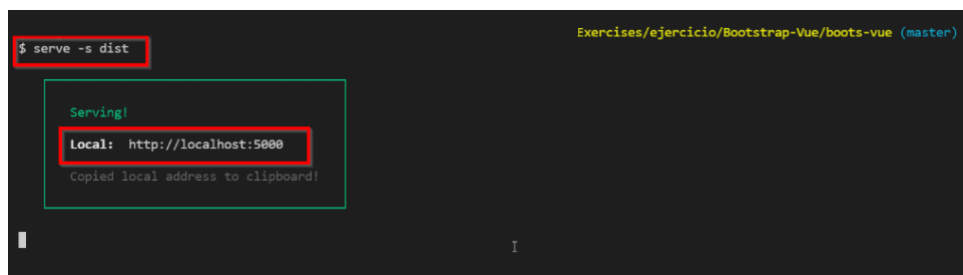 Exercises/ejercicio/Bootstrap-Vue/boots-vue (master)
$ serve -s dist
Serving!
Local: http://localhost:5000
Copied local address to clipboard!